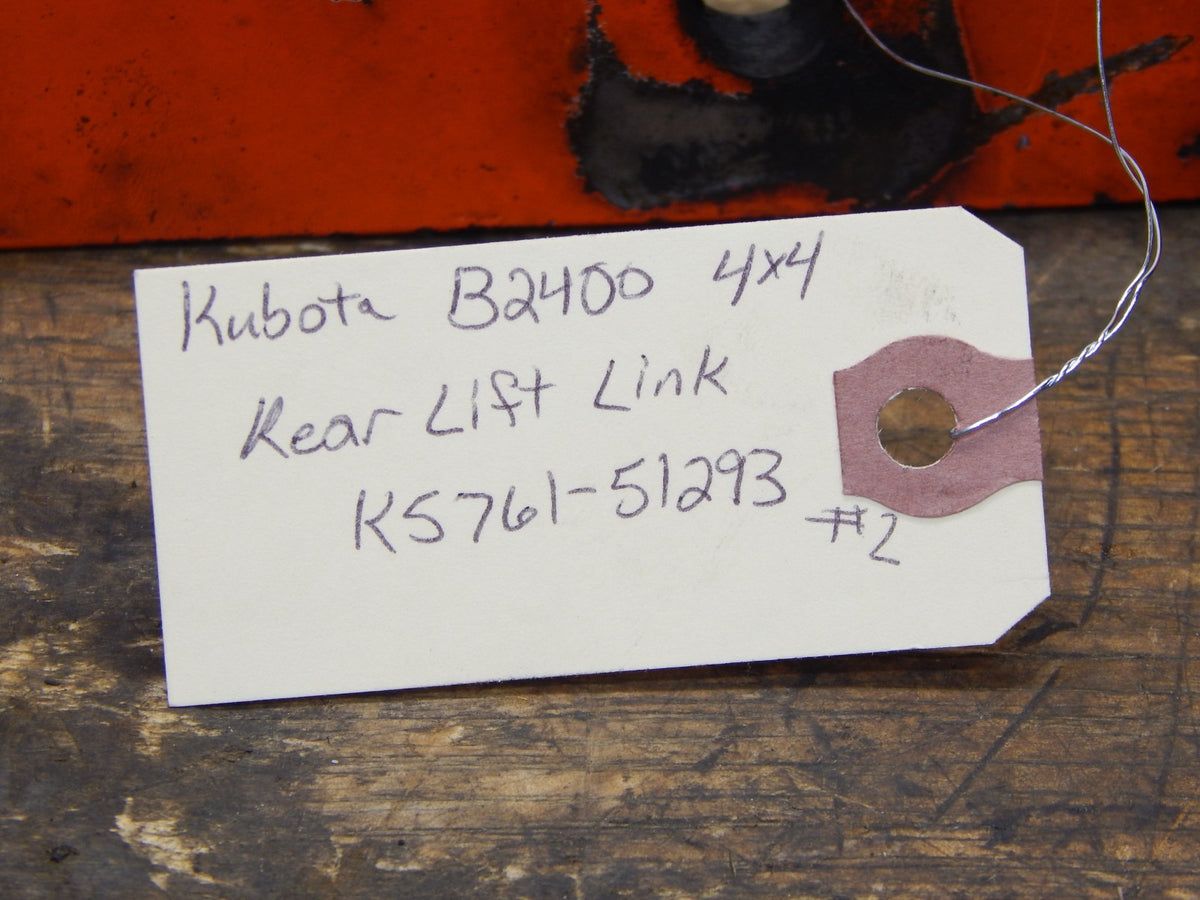 Kubota B2400 4x4
Rear Lift Link
K5761-51293
#2